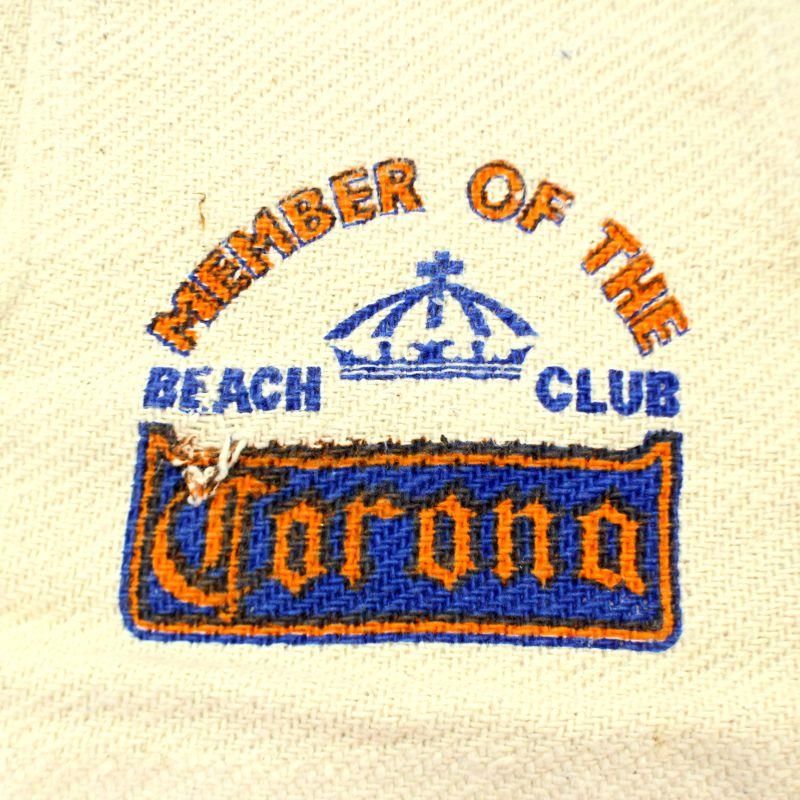 MEMBER OF THE
BEACH CLUB
Corona